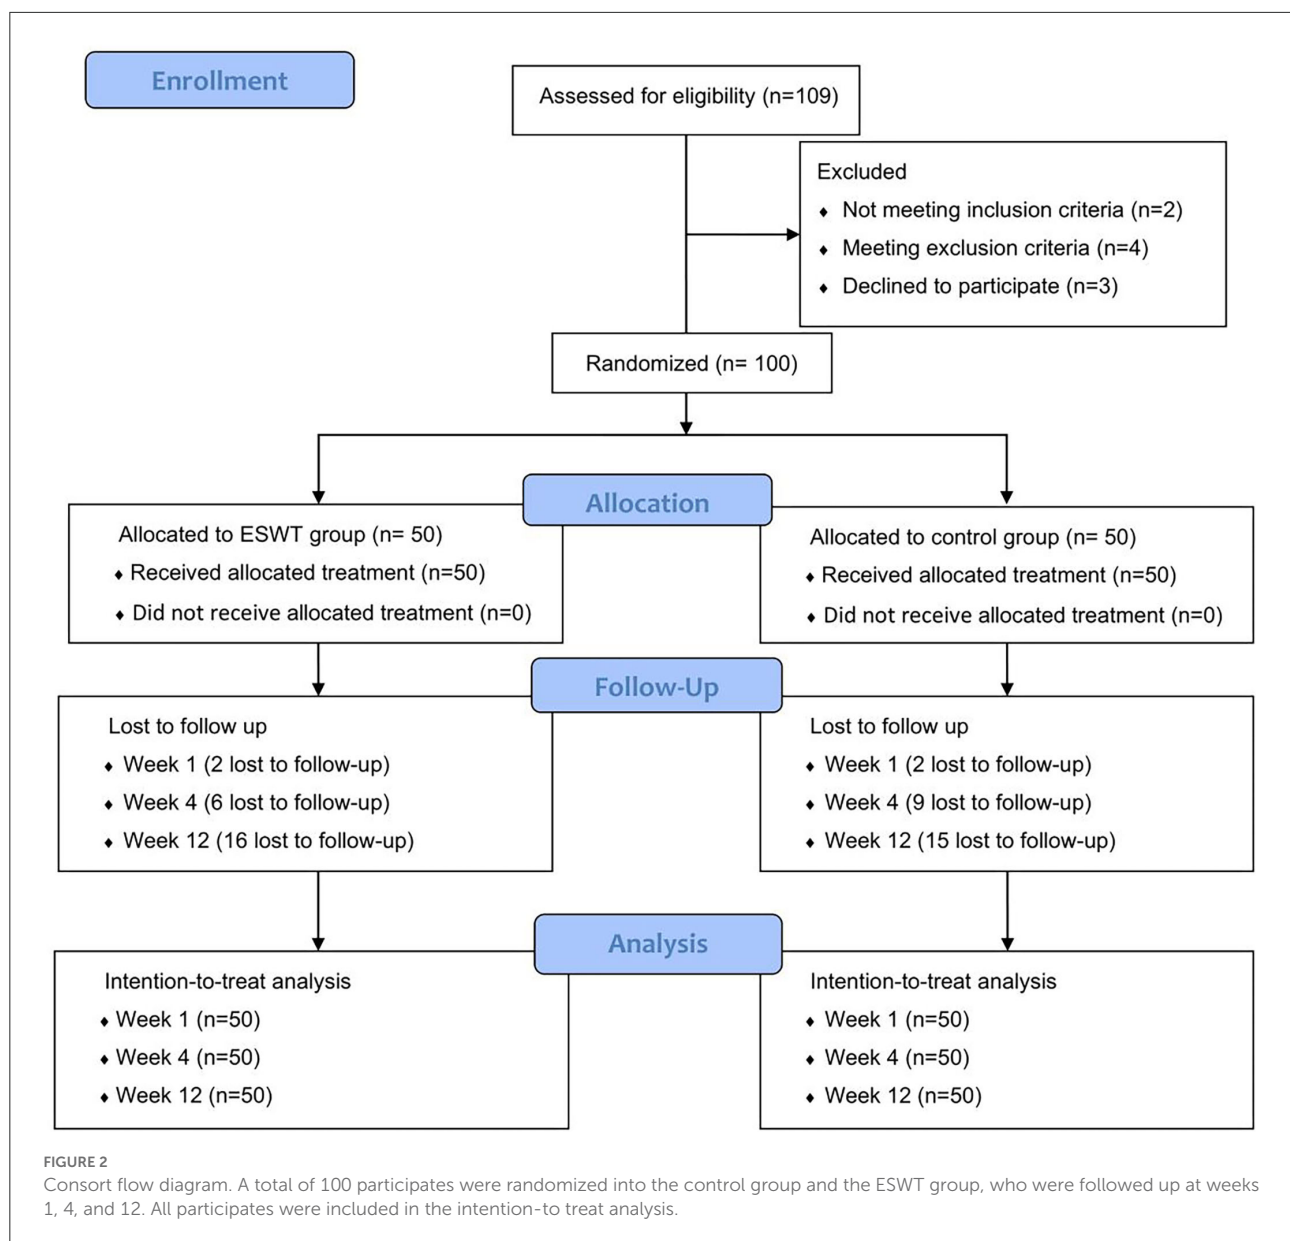 Enrollment
Assessed for eligibility (n=109)
Excluded
♦ Not meeting inclusion criteria (n=2)
♦ Meeting exclusion criteria (n=4)
♦ Declined to participate (n=3)
Randomized (n= 100)
Allocation
Allocated to ESWT group (n= 50)
♦ Received allocated treatment (n=50)
♦ Did not receive allocated treatment (n=0)
Allocated to control group (n= 50)
♦ Received allocated treatment (n=50)
♦ Did not receive allocated treatment (n=0)
Follow-Up
Lost to follow up
♦ Week 1 (2 lost to follow-up)
♦ Week 4 (6 lost to follow-up)
♦ Week 12 (16 lost to follow-up)
Lost to follow up
♦ Week 1 (2 lost to follow-up)
♦ Week 4 (9 lost to follow-up)
♦ Week 12 (15 lost to follow-up)
Analysis
Intention-to-treat analysis
♦ Week 1 (n=50)
♦ Week 4 (n=50)
♦ Week 12 (n=50)
Intention-to-treat analysis
♦ Week 1 (n=50)
♦ Week 4 (n=50)
♦ Week 12 (n=50)
FIGURE 2
Consort flow diagram. A total of 100 participates were randomized into the control group and the ESWT group, who were followed up at weeks
1, 4, and 12. All participates were included in the intention-to treat analysis.